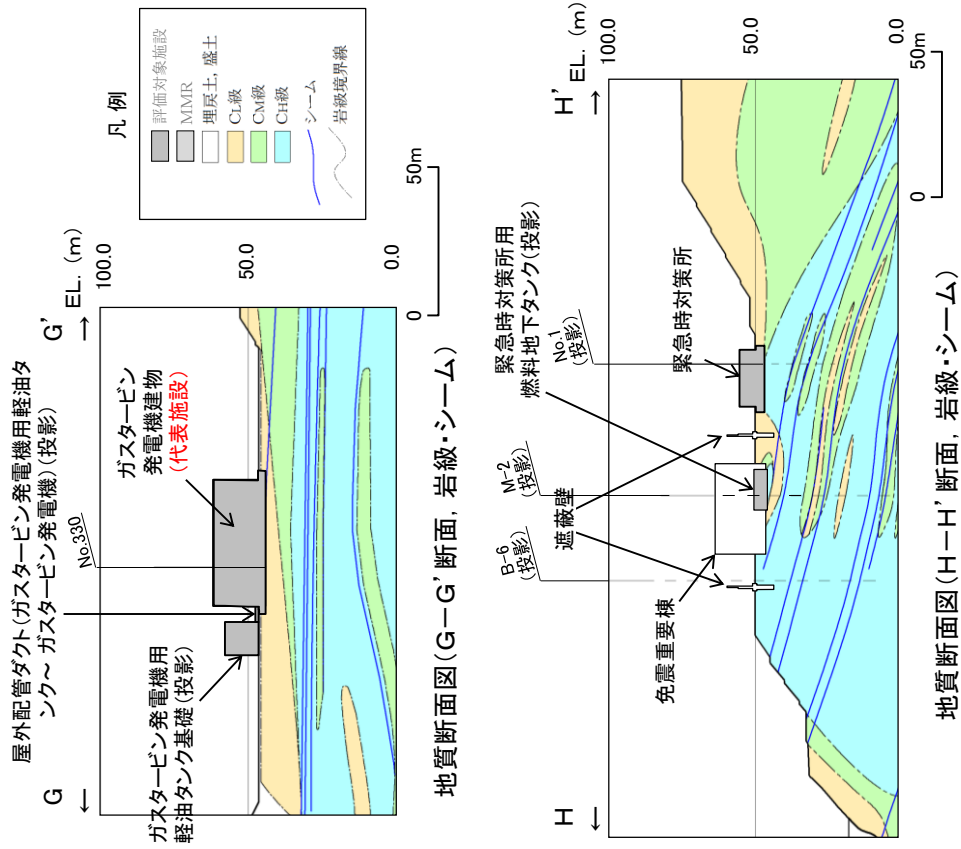 屋外配管ダクト(ガスタービン発電機用軽油タ
ンク～ガスタービン発電機)(投影)
G
←
G'
→
EL. (m)
100.0
50.0
0.0
No.330
ガスタービン
発電機建物
(代表施設)
ガスタービン発電機用
軽油タンク基礎(投影)
0
50m
地質断面図(G－G'断面, 岩級・シーム)
凡 例
評価対象施設
MMR
埋戻土, 盛土
CL級
CM級
CH級
シーム
岩級境界線
H
←
H'
→
EL. (m)
100.0
50.0
0.0
B-6
(投影)
M-2
(投影)
No.1
(投影)
免震重要棟
遮蔽壁
緊急時対策所用
燃料地下タンク(投影)
緊急時対策所
0
50m
地質断面図(H－H'断面, 岩級・シーム)